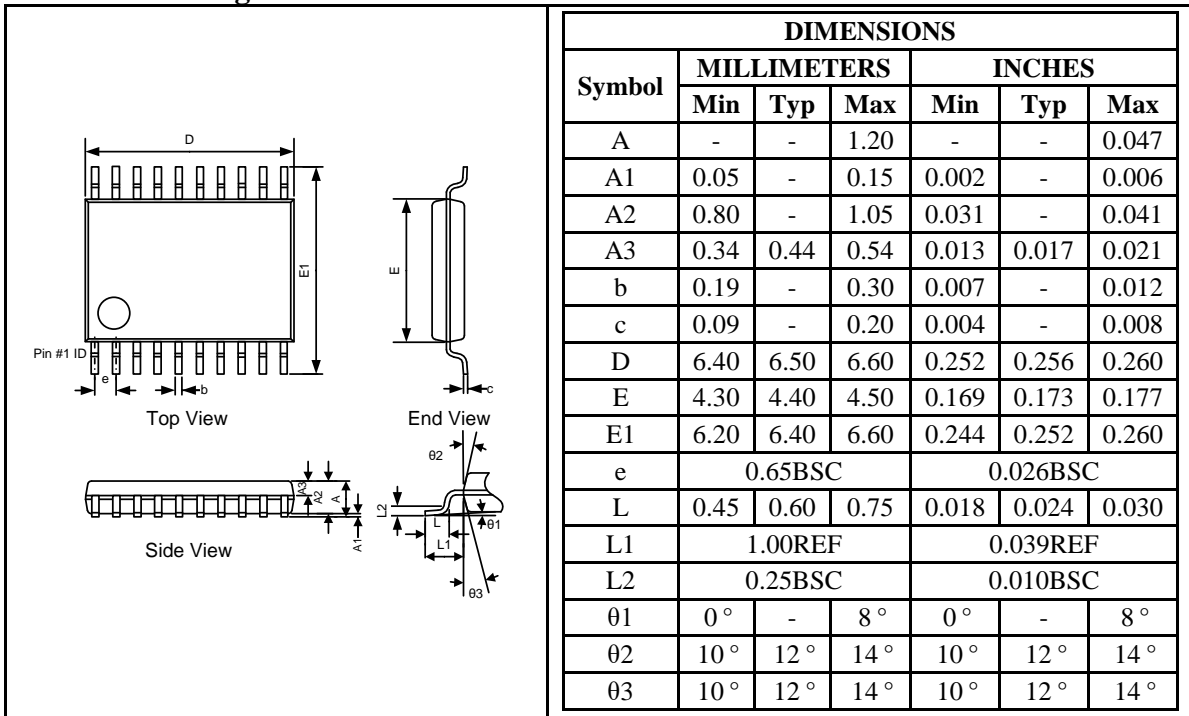 D
E1
E
Pin #1 ID
e
b
c
Top View
End View
θ2
A3
A2
A
L2
L
θ1
L1
A1
Side View
θ3
DIMENSIONS
Symbol MILLIMETERS INCHES
Min Typ Max Min Typ Max
A - - 1.20 - - 0.047
A1 0.05 - 0.15 0.002 - 0.006
A2 0.80 - 1.05 0.031 - 0.041
A3 0.34 0.44 0.54 0.013 0.017 0.021
b 0.19 - 0.30 0.007 - 0.012
c 0.09 - 0.20 0.004 - 0.008
D 6.40 6.50 6.60 0.252 0.256 0.260
E 4.30 4.40 4.50 0.169 0.173 0.177
E1 6.20 6.40 6.60 0.244 0.252 0.260
e 0.65BSC 0.026BSC
L 0.45 0.60 0.75 0.018 0.024 0.030
L1 1.00REF 0.039REF
L2 0.25BSC 0.010BSC
θ1 0° - 8° 0° - 8°
θ2 10° 12° 14° 10° 12° 14°
θ3 10° 12° 14° 10° 12° 14°